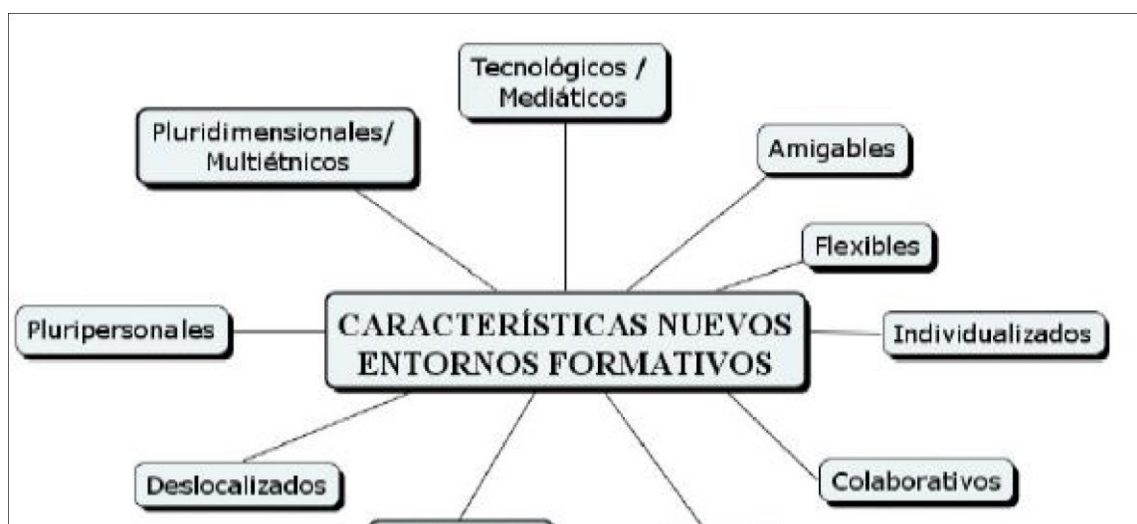 Tecnológicos /
Mediáticos
Pluridimensionales/
Multiétnicos
Amigables
Flexibles
Pluripersonales
CARACTERÍSTICAS NUEVOS
ENTORNOS FORMATIVOS
Individualizados
Deslocalizados
Colaborativos